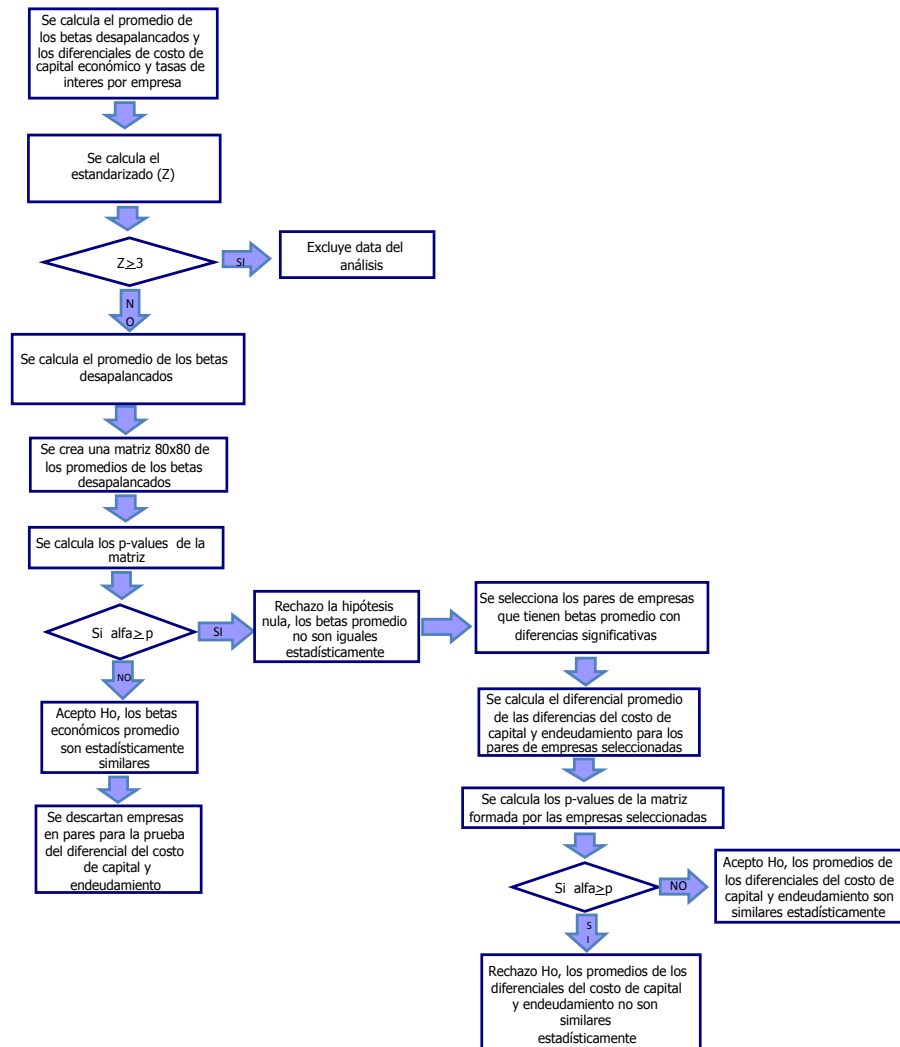 Se calcula el promedio de
los betas desapalancados y
los diferenciales de costo de
capital económico y tasas de
interes por empresa
Se calcula el
estandarizado (Z)
Z≥3
SI
Excluye data del
análisis
N
O
Se calcula el promedio de los betas
desapalancados
Se crea una matriz 80x80 de
los promedios de los betas
desapalancados
Se calcula los p-values de la
matriz
Si alfa≥p
SI
Rechazo la hipótesis
nula, los betas promedio
no son iguales
estadísticamente
NO
Acepto Ho, los betas
económicos promedio
son estadísticamente
similares
Se descartan empresas
en pares para la prueba
del diferencial del costo
de capital y
endeudamiento
Se selecciona los pares de empresas
que tienen betas promedio con
diferencias significativas
Se calcula el diferencial promedio
de las diferencias del costo de
capital y endeudamiento para los
pares de empresas seleccionadas
Se calcula los p-values de la matriz
formada por las empresas seleccionadas
Si alfa≥p
NO
Acepto Ho, los promedios de
los diferenciales del costo de
capital y endeudamiento son
similares estadísticamente
S
I
Rechazo Ho, los promedios de los
diferenciales del costo de capital
y endeudamiento no son
similares
estadísticamente